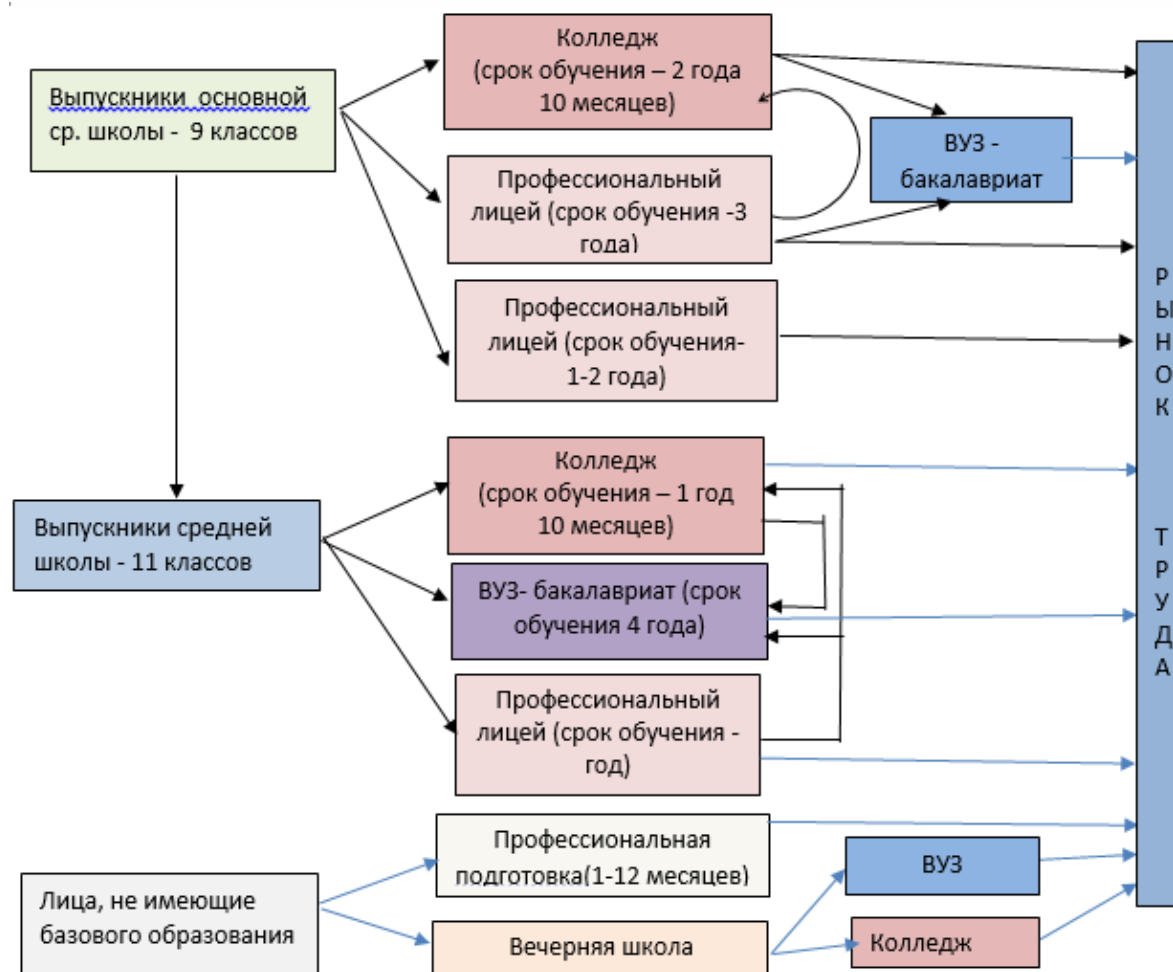 Колледж
(срок обучения – 2 года
10 месяцев)
Выпускники основной
ср. школы - 9 классов
ВУЗ -
бакалавриат
Профессиональный
лицей (срок обучения -3
года)
Профессиональный
лицей (срок обучения-
1-2 года)
Колледж
(срок обучения – 1 год
10 месяцев)
Выпускники средней
школы - 11 классов
ВУЗ- бакалавриат (срок
обучения 4 года)
Профессиональный
лицей (срок обучения -
год)
Профессиональная
подготовка(1-12 месяцев)
ВУЗ
Лица, не имеющие
базового образования
Вечерняя школа
Колледж
Р
Ы
Н
О
К
Т
Р
У
Д
А